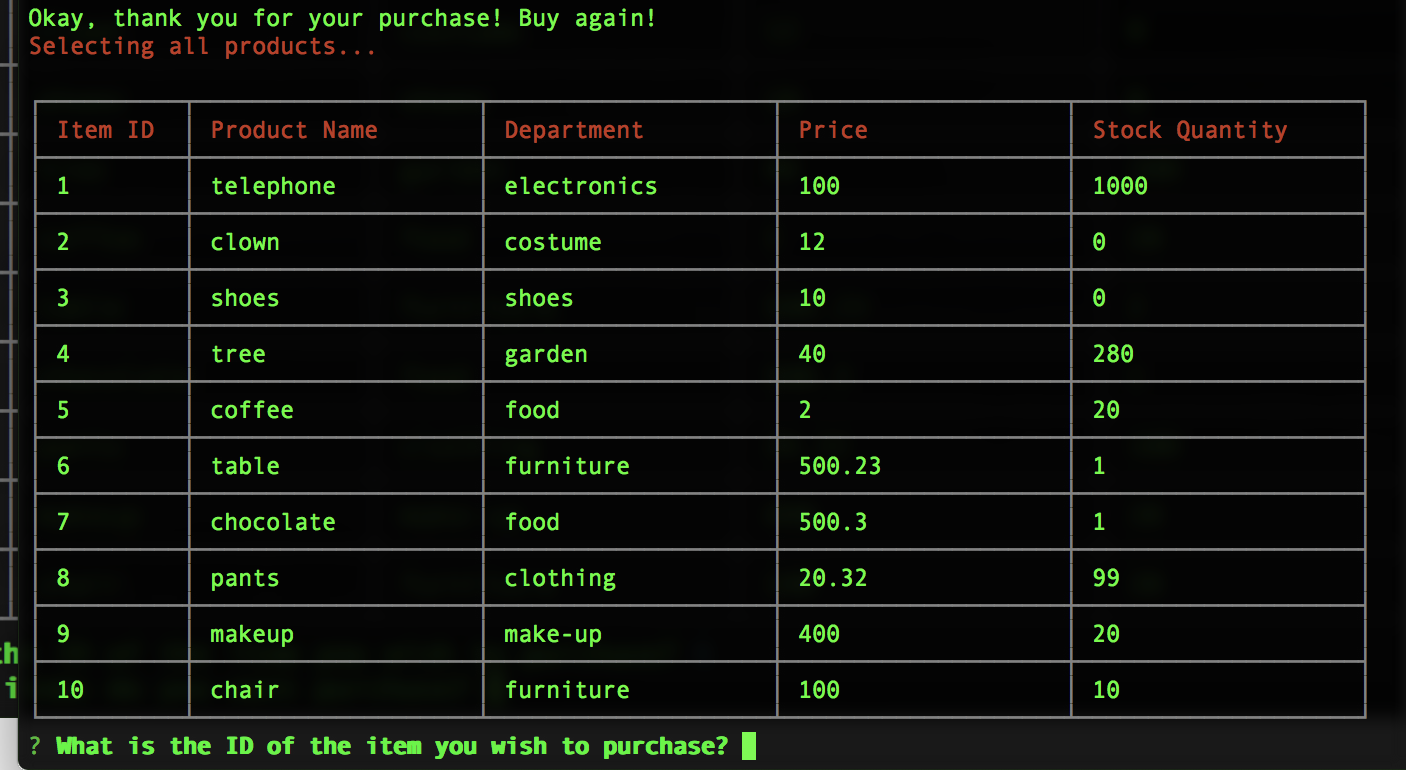 Okay, thank you for your purchase! Buy again!
Selecting all products...
Item ID Product Name Department Price Stock Quantity
1 telephone electronics 100 1000
2 clown costume 12 0
3 shoes shoes 10 0
4 tree garden 40 280
5 coffee food 2 20
6 table furniture 500.23 1
7 chocolate food 500.3 1
8 pants clothing 20.32 99
9 makeup make-up 400 20
10 chair furniture 100 10
? What is the ID of the item you wish to purchase?